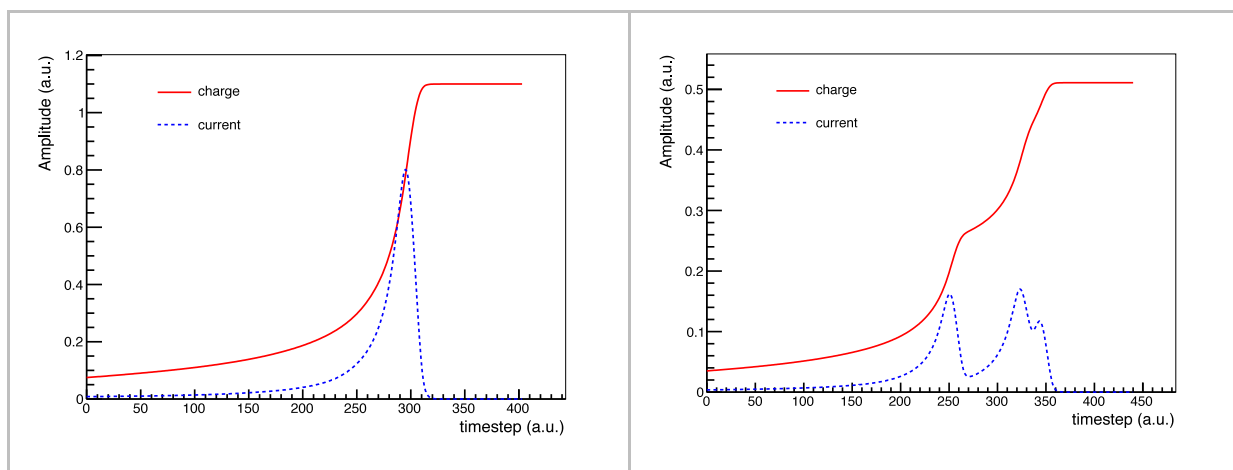 Amplitude (a.u.)
1.2
1
0.8
0.6
0.4
0.2
0
charge
current
0 50 100 150 200 250 300 350 400
timestep (a.u.)
Amplitude (a.u.)
0.5
0.4
0.3
0.2
0.1
0
charge
current
0 50 100 150 200 250 300 350 400 450
timestep (a.u.)